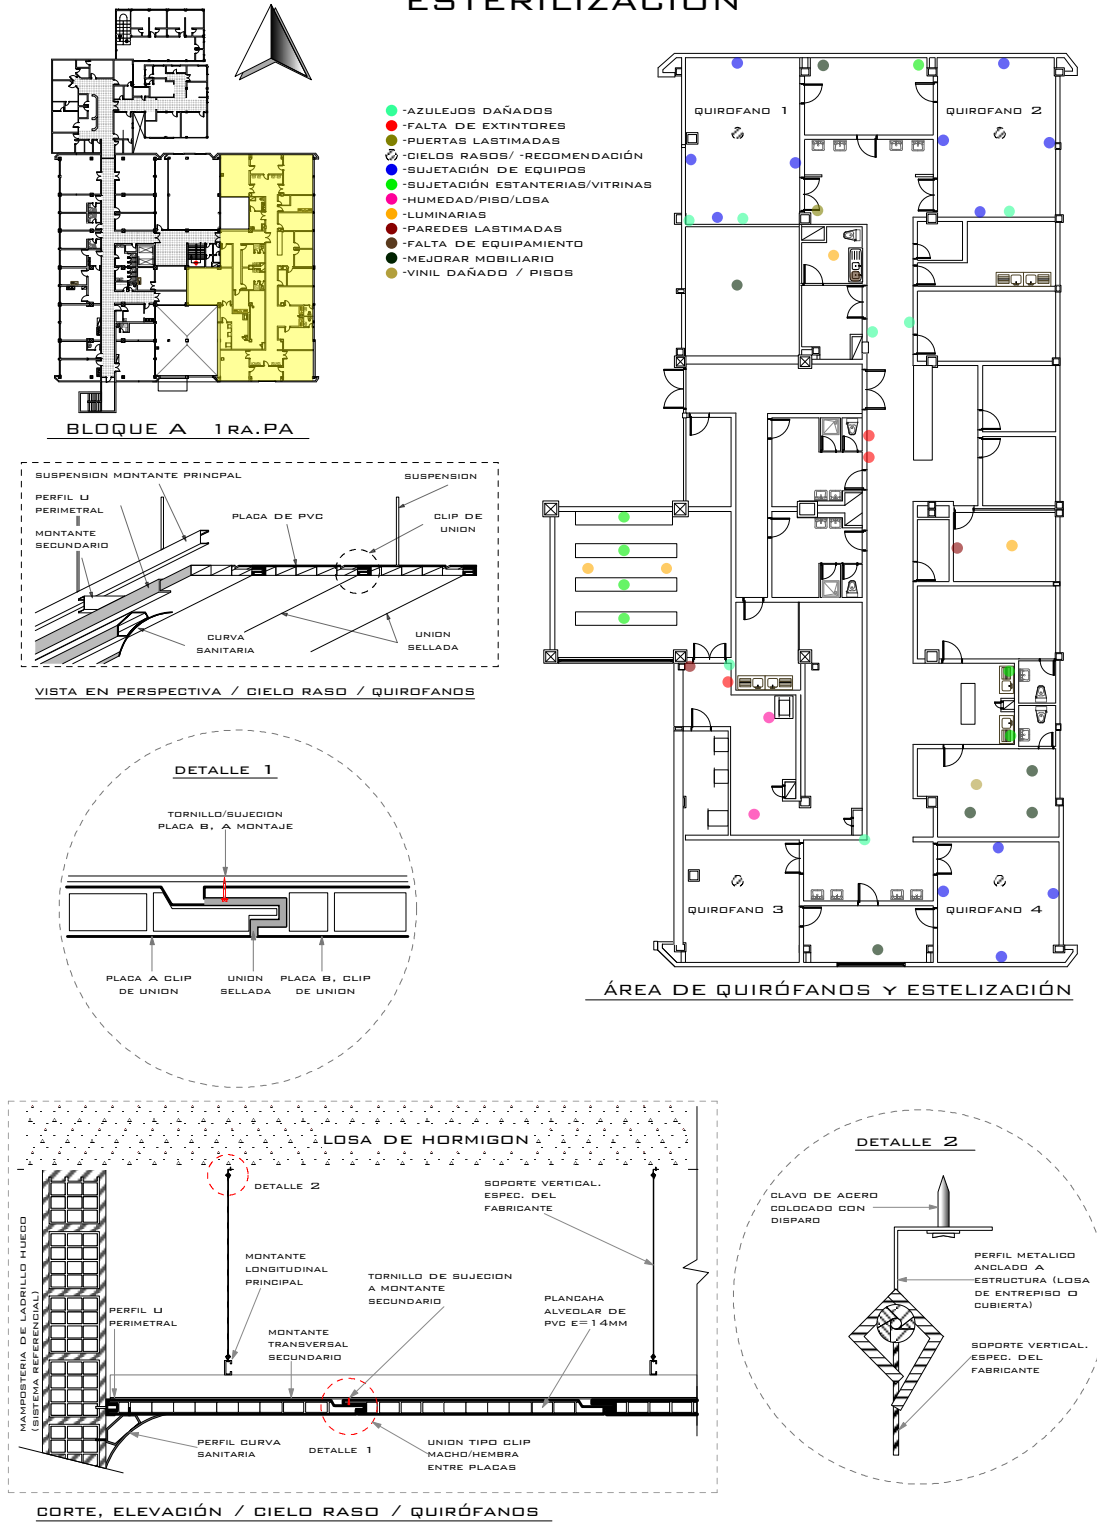 ESTERILIZACIÓN
-AZULEJOS DAÑADOS
-FALTA DE EXTINTORES
-PUERTAS LASTIMADAS
-CIELOS RASOS/ -RECOMENDACIÓN
-SUJETACIÓN DE EQUIPOS
-SUJETACIÓN ESTANTERIAS/VITRINAS
-HUMEDAD/PISO/LOSA
-LUMINARIAS
-PAREDES LASTIMADAS
-FALTA DE EQUIPAMIENTO
-MEJORAR MOBILIARIO
-VINIL DAÑADO / PISOS
BLOQUE A 1RA.PA
QUIROFANO 1
QUIROFANO 2
QUIROFANO 3
QUIROFANO 4
ÁREA DE QUIRÓFANOS Y ESTELIZACIÓN
SUSPENSION MONTANTE PRINCPAL
SUSPENSION
PERFIL U
PERIMETRAL
MONTANTE
SECUNDARIO
PLACA DE PVC
CLIP DE
UNION
CURVA
SANITARIA
UNION
SELLADA
VISTA EN PERSPECTIVA / CIELO RASO / QUIROFANOS
DETALLE 1
TORNILLO/SUJECION
PLACA B, A MONTAJE
PLACA A CLIP
DE UNION
UNION
SELLADA
PLACA B, CLIP
DE UNION
LOSA DE HORMIGON
DETALLE 2
SOPORTE VERTICAL.
ESPEC. DEL
FABRICANTE
MAMPOSTERIA DE LADRILLO HUECO
(SISTEMA REFERENCIAL)
MONTANTE
LONGITUDINAL
PRINCIPAL
TORNILLO DE SUJECION
A MONTANTE
SECUNDARIO
PERFIL U
PERIMETRAL
MONTANTE
TRANSVERSAL
SECUNDARIO
PLANCAHA
ALVEOLAR DE
PVC E=14MM
PERFIL CURVA
SANITARIA
DETALLE 1
UNION TIPO CLIP
MACHO/HEMBRA
ENTRE PLACAS
CORTE, ELEVACIÓN / CIELO RASO / QUIRÓFANOS
DETALLE 2
CLAVO DE ACERO
COLOCADO CON
DISPARO
PERFIL METALICO
ANCLADO A
ESTRUCTURA (LOSA
DE ENTREPISO O
CUBIERTA)
SOPORTE VERTICAL.
ESPEC. DEL
FABRICANTE